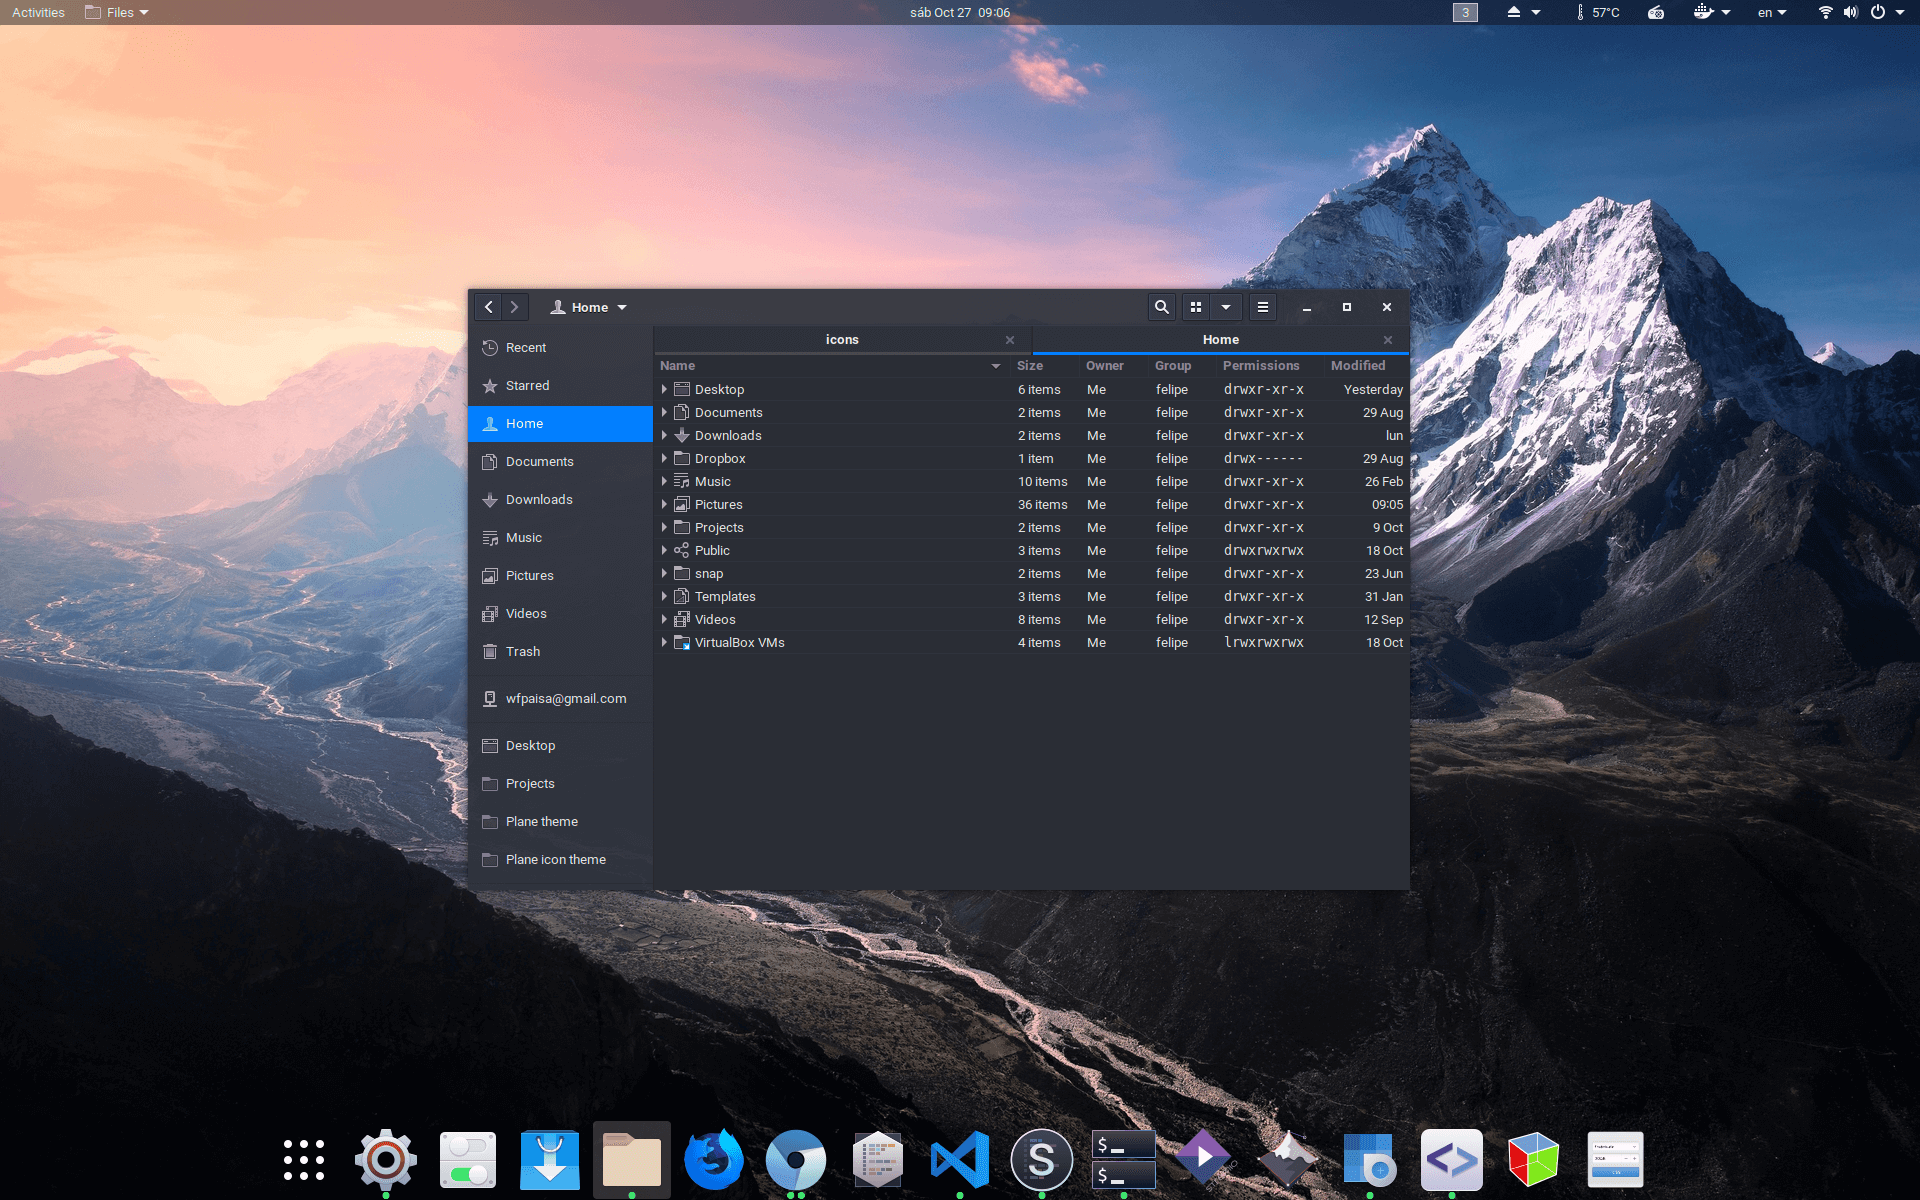 Activities Files sáb Oct 27 09:06 3 57°C en
Home
icons Home
Name Size Owner Group Permissions Modified
Recent
Starred
Home
Documents
Downloads
Music
Pictures
Videos
Trash
wfpaisa@gmail.com
Desktop
Projects
Plane theme
Plane icon theme
Desktop 6 items Me felipe drwxr-xr-x Yesterday
Documents 2 items Me felipe drwxr-xr-x 29 Aug
Downloads 2 items Me felipe drwxr-xr-x lun
Dropbox 1 item Me felipe drwx------ 29 Aug
Music 10 items Me felipe drwxr-xr-x 26 Feb
Pictures 36 items Me felipe drwxr-xr-x 09:05
Projects 2 items Me felipe drwxr-xr-x 9 Oct
Public 3 items Me felipe drwxrwxrwx 18 Oct
snap 2 items Me felipe drwxr-xr-x 23 Jun
Templates 3 items Me felipe drwxr-xr-x 31 Jan
Videos 8 items Me felipe drwxr-xr-x 12 Sep
VirtualBox VMs 4 items Me felipe lrwxrwxrwx 18 Oct
S
$ _
$ _